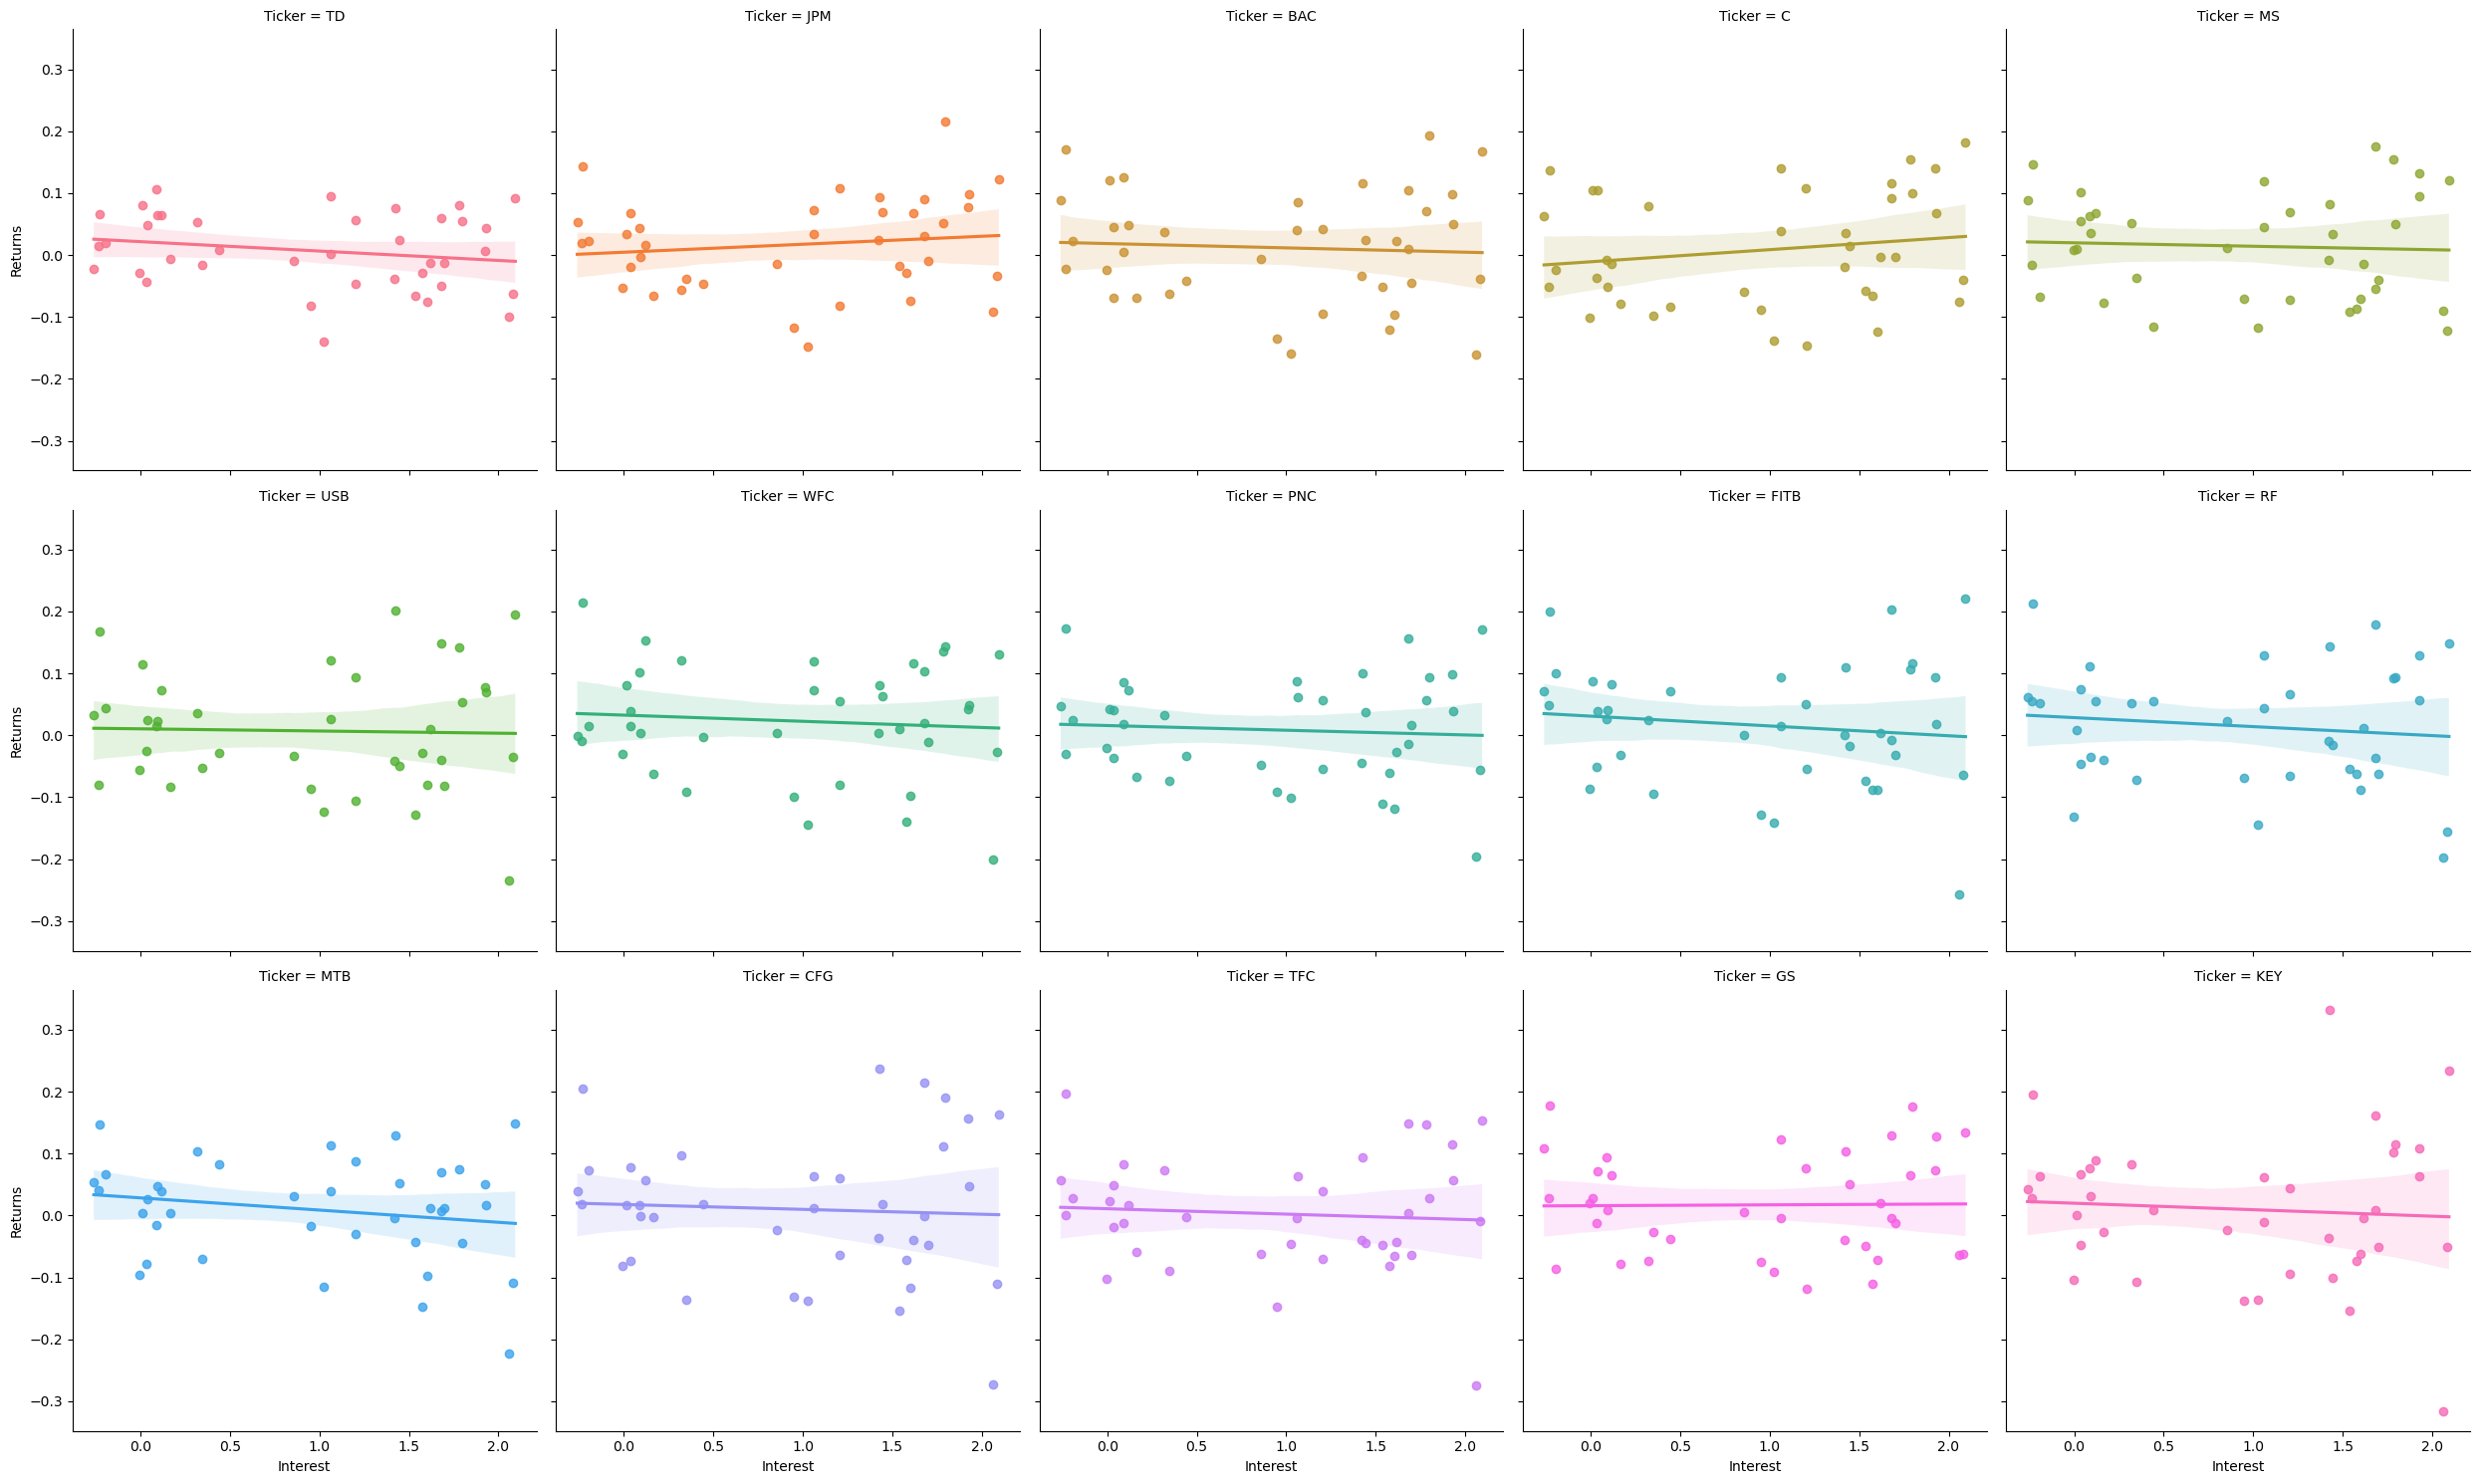 Ticker = TD Ticker = JPM Ticker = BAC Ticker = C Ticker = MS
0.3
0.2
0.1
0.0
−0.1
−0.2
−0.3
Returns
Ticker = USB Ticker = WFC Ticker = PNC Ticker = FITB Ticker = RF
0.3
0.2
0.1
0.0
−0.1
−0.2
−0.3
Returns
Ticker = MTB Ticker = CFG Ticker = TFC Ticker = GS Ticker = KEY
0.3
0.2
0.1
0.0
−0.1
−0.2
−0.3
Returns
0.0 0.5 1.0 1.5 2.0 0.0 0.5 1.0 1.5 2.0 0.0 0.5 1.0 1.5 2.0 0.0 0.5 1.0 1.5 2.0 0.0 0.5 1.0 1.5 2.0
Interest Interest Interest Interest Interest